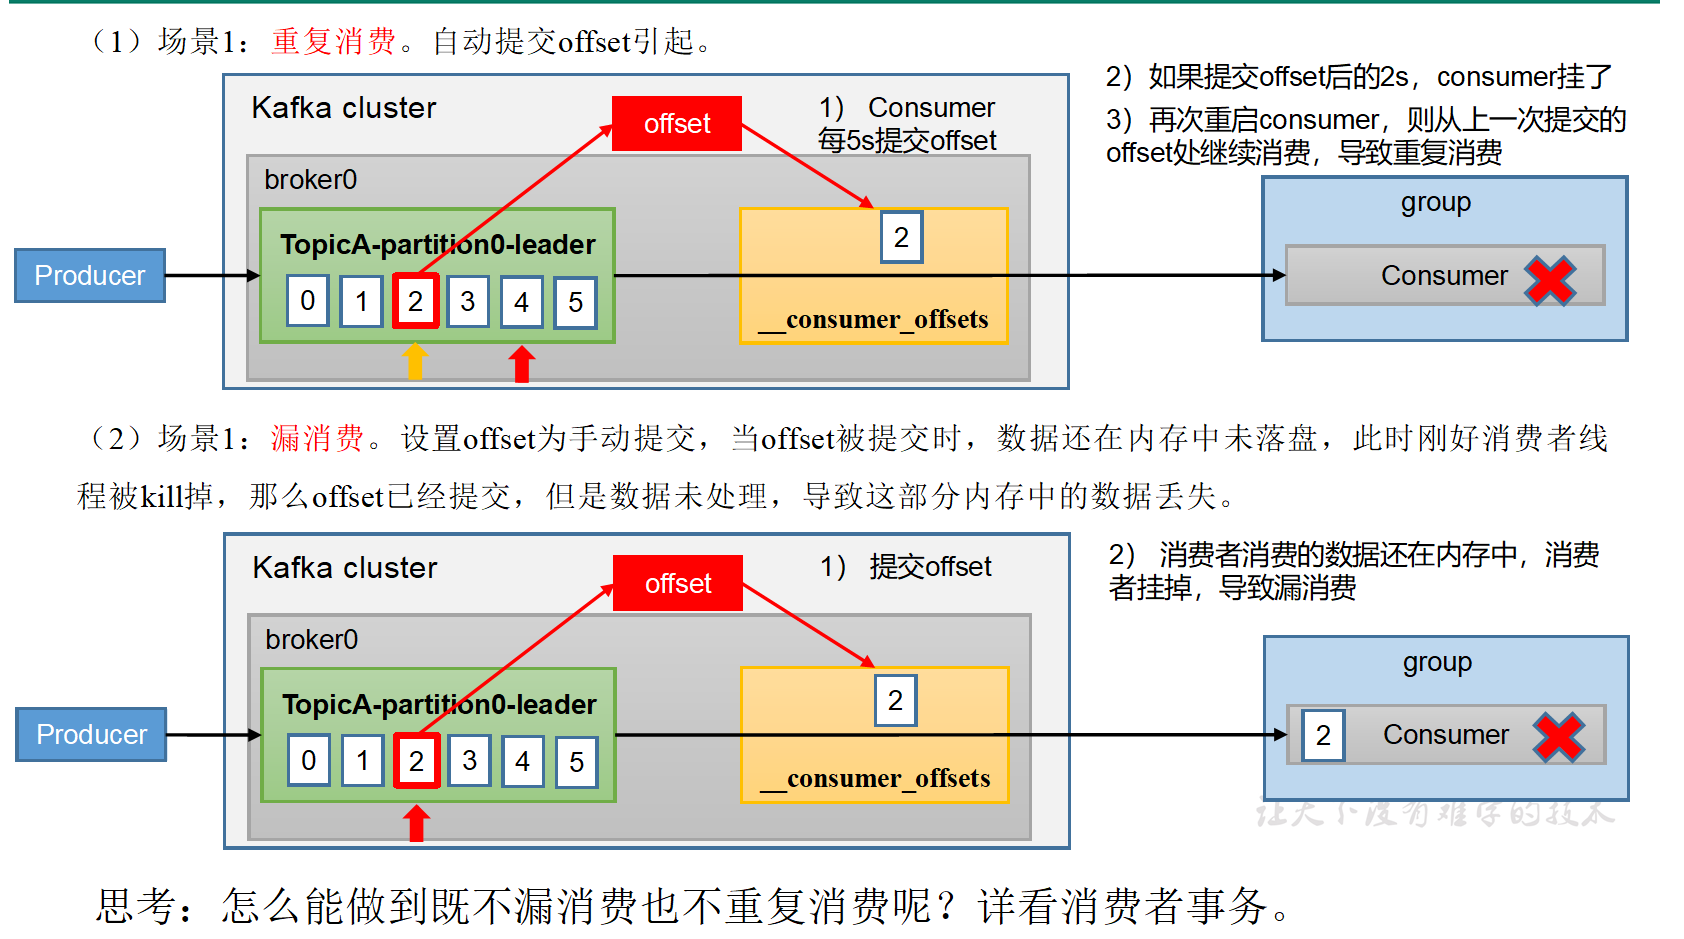 （1）场景1：重复消费。自动提交offset引起。
Kafka cluster
offset
1） Consumer
每5s提交offset
2）如果提交offset后的2s，consumer挂了
3）再次重启consumer，则从上一次提交的
offset处继续消费，导致重复消费
broker0
group
TopicA-partition0-leader
2
Producer
Consumer
0 1 2 3 4 5
__consumer_offsets
（2）场景1：漏消费。设置offset为手动提交，当offset被提交时，数据还在内存中未落盘，此时刚好消费者线
程被kill掉，那么offset已经提交，但是数据未处理，导致这部分内存中的数据丢失。
Kafka cluster
offset
1） 提交offset
2） 消费者消费的数据还在内存中，消费
者挂掉，导致漏消费
broker0
group
TopicA-partition0-leader
2
Producer
2 Consumer
0 1 2 3 4 5
__consumer_offsets
让天下没有难学的技术
思考：怎么能做到既不漏消费也不重复消费呢？详看消费者事务。